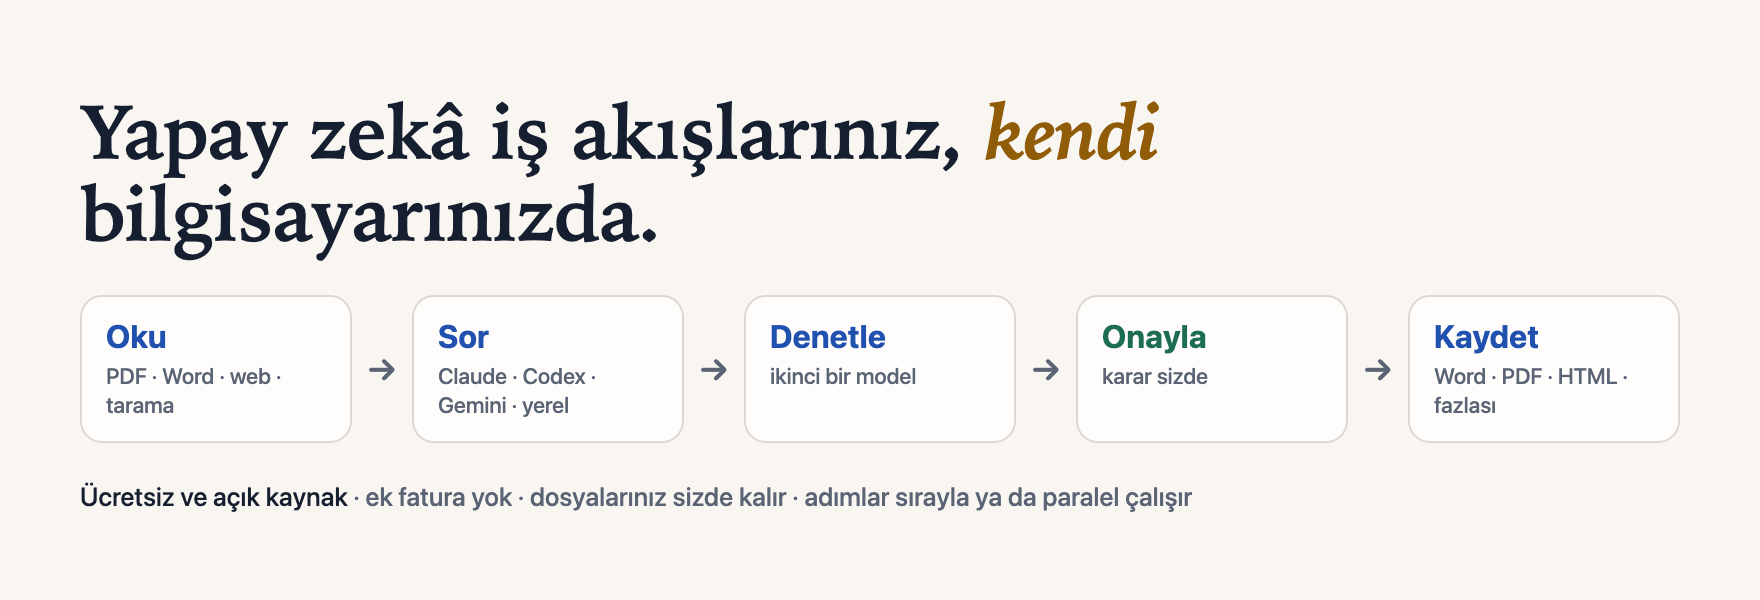 Yapay zekâ iş akışlarınız, kendi
bilgisayarınızda.
Oku
PDF · Word · web ·
tarama
→
Sor
Claude · Codex ·
Gemini · yerel
→
Denetle
ikinci bir model
→
Onayla
karar sizde
→
Kaydet
Word · PDF · HTML ·
fazlası
Ücretsiz ve açık kaynak · ek fatura yok · dosyalarınız sizde kalır · adımlar sırayla ya da paralel çalışır